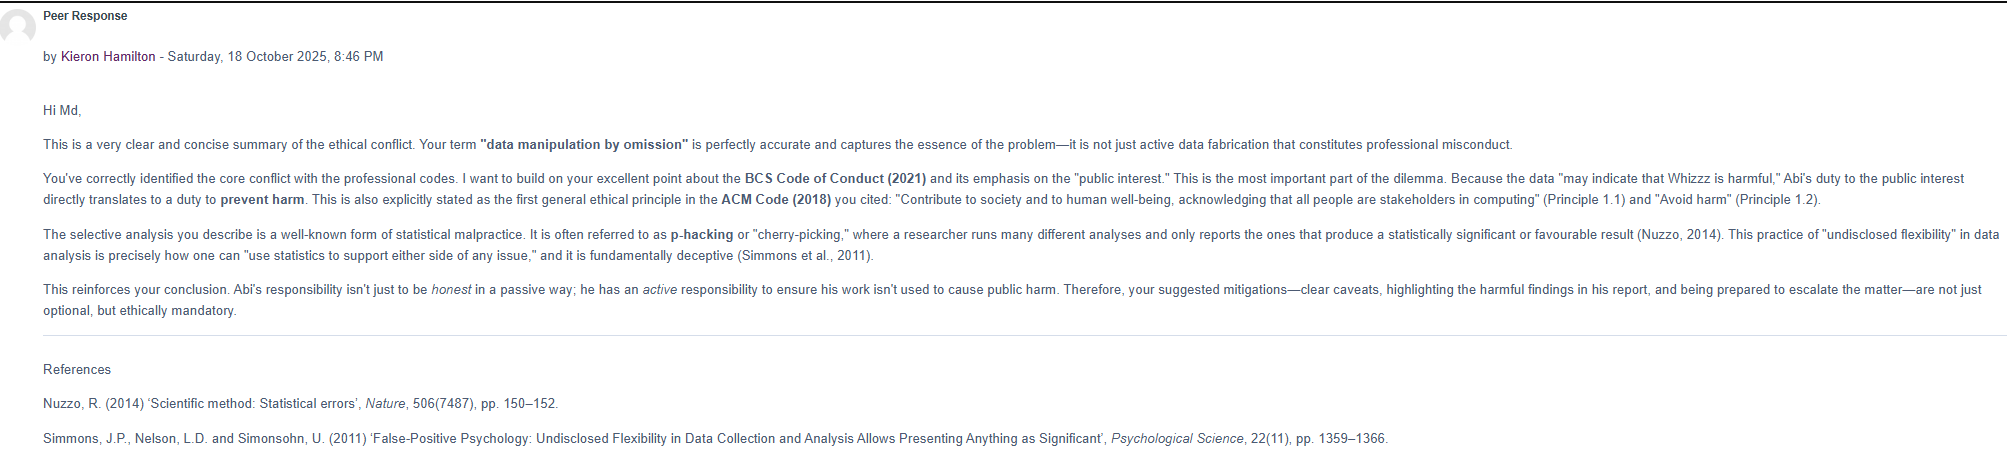 Peer Response
by Kieron Hamilton - Saturday, 18 October 2025, 8:46 PM
Hi Md,
This is a very clear and concise summary of the ethical conflict. Your term "data manipulation by omission" is perfectly accurate and captures the essence of the problem—it is not just active data fabrication that constitutes professional misconduct.
You've correctly identified the core conflict with the professional codes. I want to build on your excellent point about the BCS Code of Conduct (2021) and its emphasis on the "public interest." This is the most important part of the dilemma. Because the data "may indicate that Whizzz is harmful," Abi's duty to the public interest
directly translates to a duty to prevent harm. This is also explicitly stated as the first general ethical principle in the ACM Code (2018) you cited: "Contribute to society and to human well-being, acknowledging that all people are stakeholders in computing" (Principle 1.1) and "Avoid harm" (Principle 1.2).
The selective analysis you describe is a well-known form of statistical malpractice. It is often referred to as p-hacking or "cherry-picking," where a researcher runs many different analyses and only reports the ones that produce a statistically significant or favourable result (Nuzzo, 2014). This practice of "undisclosed flexibility" in data
analysis is precisely how one can "use statistics to support either side of any issue," and it is fundamentally deceptive (Simmons et al., 2011).
This reinforces your conclusion. Abi's responsibility isn't just to be honest in a passive way; he has an active responsibility to ensure his work isn't used to cause public harm. Therefore, your suggested mitigations—clear caveats, highlighting the harmful findings in his report, and being prepared to escalate the matter—are not just
optional, but ethically mandatory.
References
Nuzzo, R. (2014) ‘Scientific method: Statistical errors’, Nature, 506(7487), pp. 150–152.
Simmons, J.P., Nelson, L.D. and Simonsohn, U. (2011) ‘False-Positive Psychology: Undisclosed Flexibility in Data Collection and Analysis Allows Presenting Anything as Significant’, Psychological Science, 22(11), pp. 1359–1366.